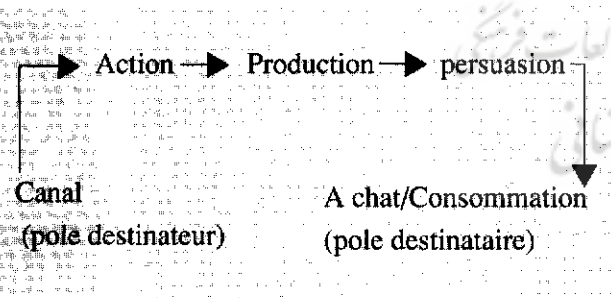 Action Production persuasion
Canal A chat/Consommation
(pole destinateur) (pole destinataire)